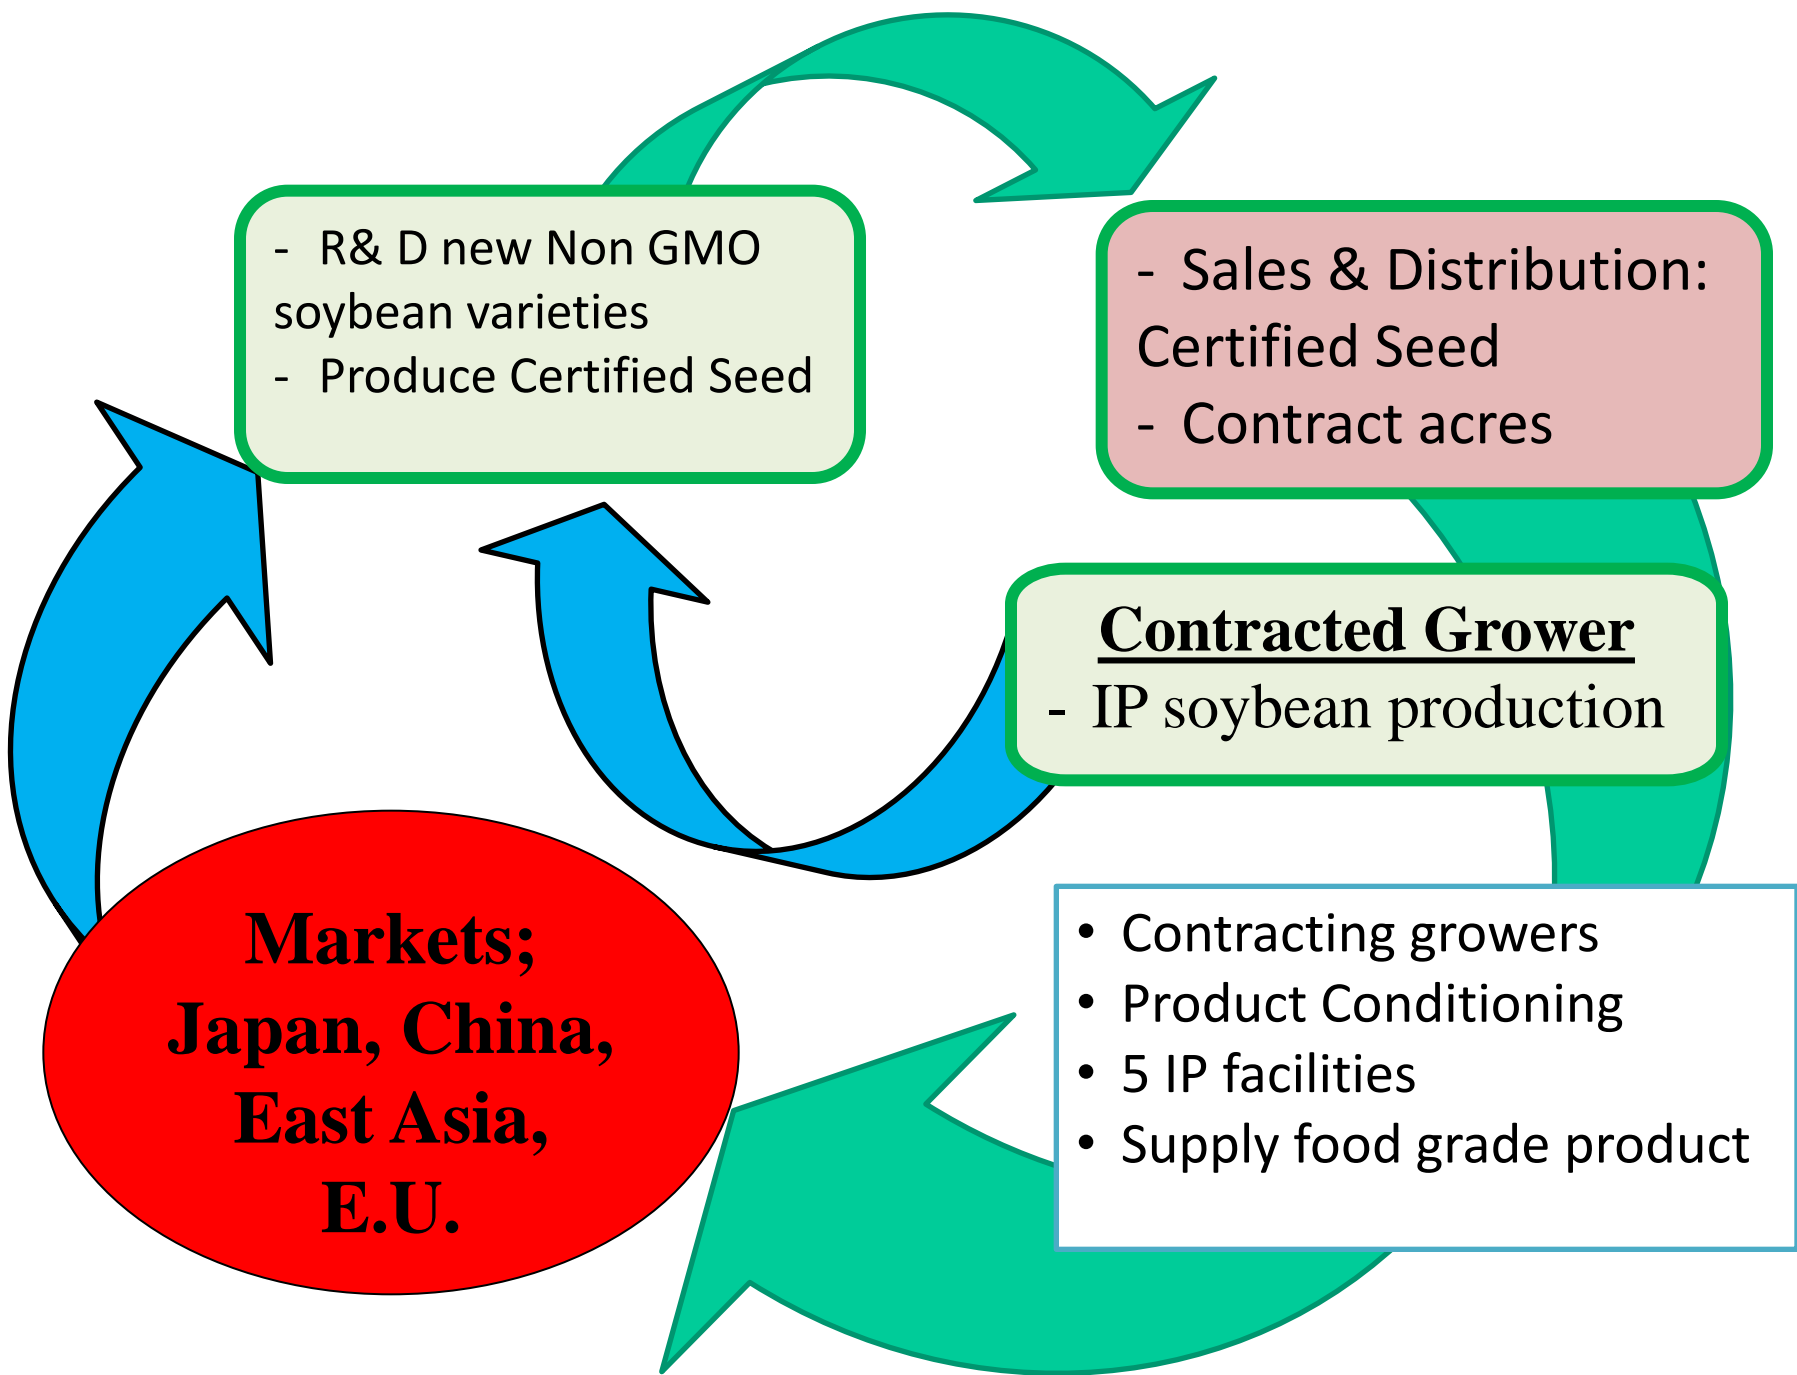 - R& D new Non GMO
soybean varieties
- Produce Certified Seed
- Sales & Distribution:
Certified Seed
- Contract acres
Contracted Grower
- IP soybean production
• Contracting growers
• Product Conditioning
• 5 IP facilities
• Supply food grade product
Markets;
Japan, China,
East Asia,
E.U.